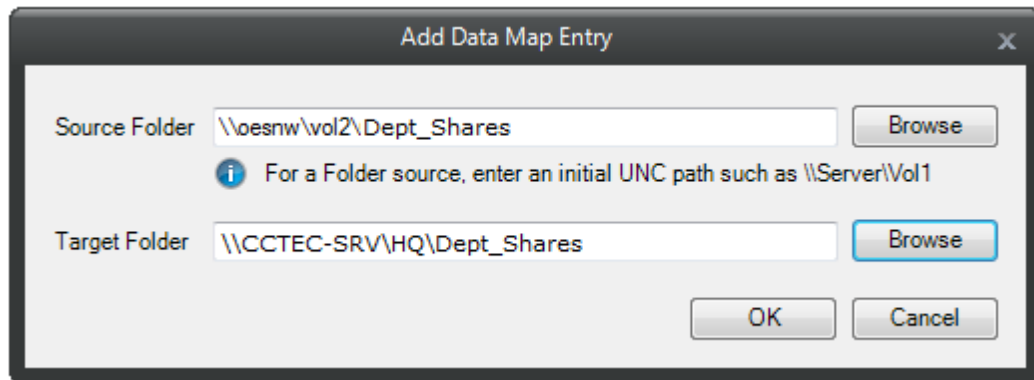 Add Data Map Entry x
Source Folder \\oesnw\vol2\Dept_Shares Browse
For a Folder source, enter an initial UNC path such as \\Server\Vol1
Target Folder \\CCTEC-SRV\HQ\Dept_Shares Browse
OK Cancel